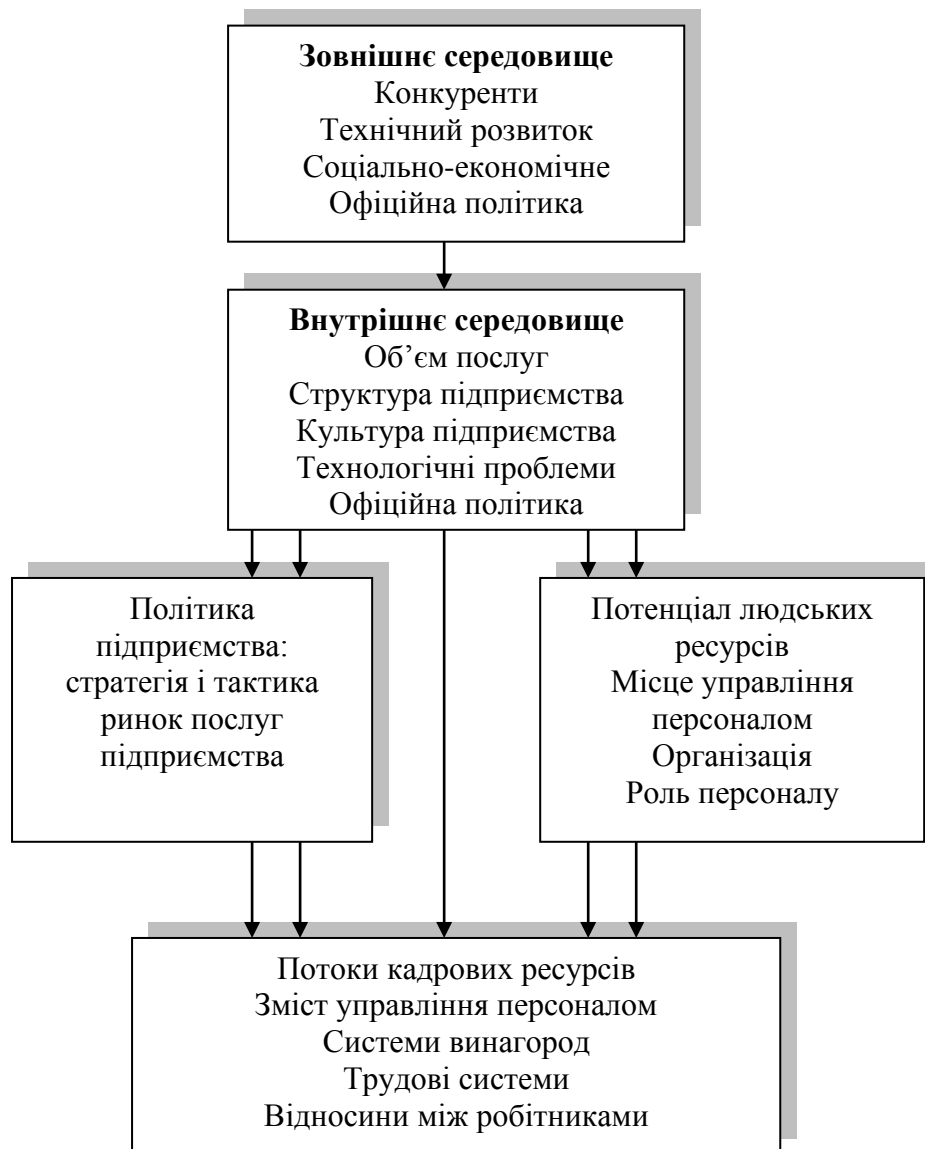 Зовнішнє середовище
Конкуренти
Технічний розвиток
Соціально-економічне
Офіційна політика
Внутрішнє середовище
Об’єм послуг
Структура підприємства
Культура підприємства
Технологічні проблеми
Офіційна політика
Політика
підприємства:
стратегія і тактика
ринок послуг
підприємства
Потенціал людських
ресурсів
Місце управління
персоналом
Організація
Роль персоналу
Потоки кадрових ресурсів
Зміст управління персоналом
Системи винагород
Трудові системи
Відносини між робітниками